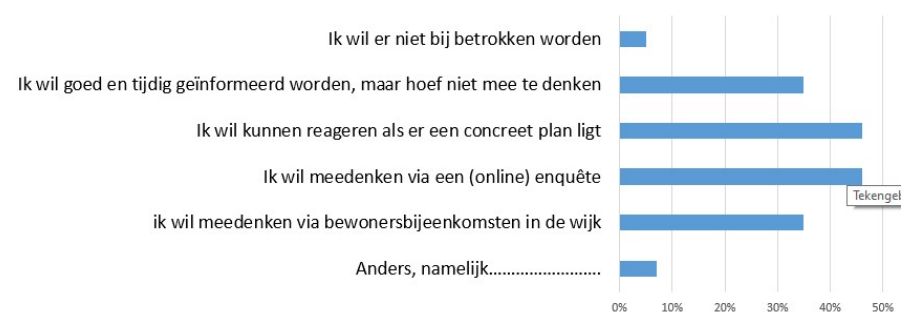 Ik wil er niet bij betrokken worden
Ik wil goed en tijdig geïnformeerd worden, maar hoef niet mee te denken
Ik wil kunnen reageren als er een concreet plan ligt
Ik wil meedenken via een (online) enquête
Tekengeb
ik wil meedenken via bewonersbijeenkomsten in de wijk
Anders, namelijk.........................
0% 10% 20% 30% 40% 50%